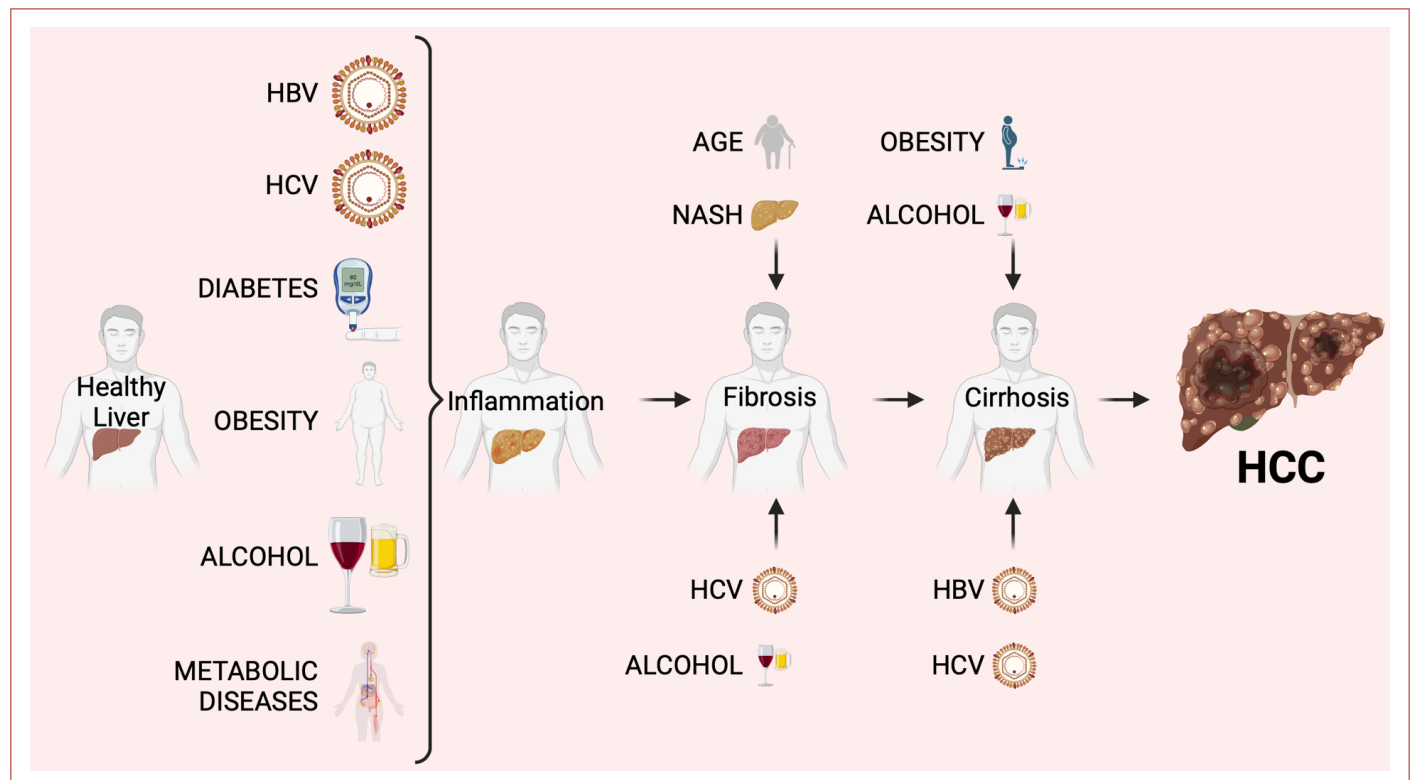 HBV
HCV
DIABETES
80
mg/dL
Healthy
Liver
OBESITY
ALCOHOL
METABOLIC
DISEASES
Inflammation
AGE
NASH
Fibrosis
HCV
ALCOHOL
OBESITY
ALCOHOL
Cirrhosis
HBV
HCV
HCC